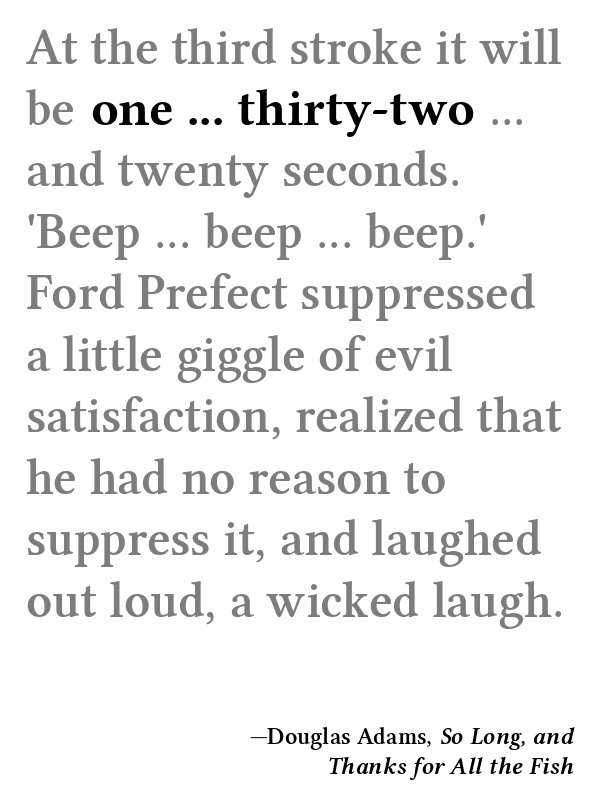 At the third stroke it will
be one ... thirty-two ...
and twenty seconds.
'Beep ... beep ... beep.'
Ford Prefect suppressed
a little giggle of evil
satisfaction, realized that
he had no reason to
suppress it, and laughed
out loud, a wicked laugh.
—Douglas Adams, So Long, and
Thanks for All the Fish